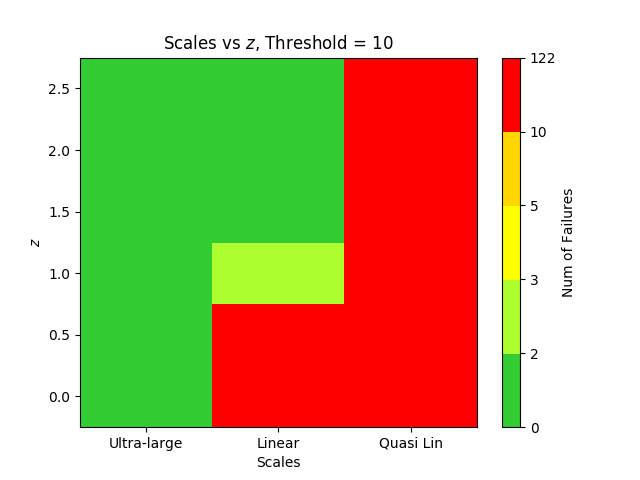 Scales vs z, Threshold = 10
2.5
2.0
1.5
1.0
0.5
0.0
z
Ultra-large
Linear
Quasi Lin
Scales
122
10
5
3
2
0
Num of Failures